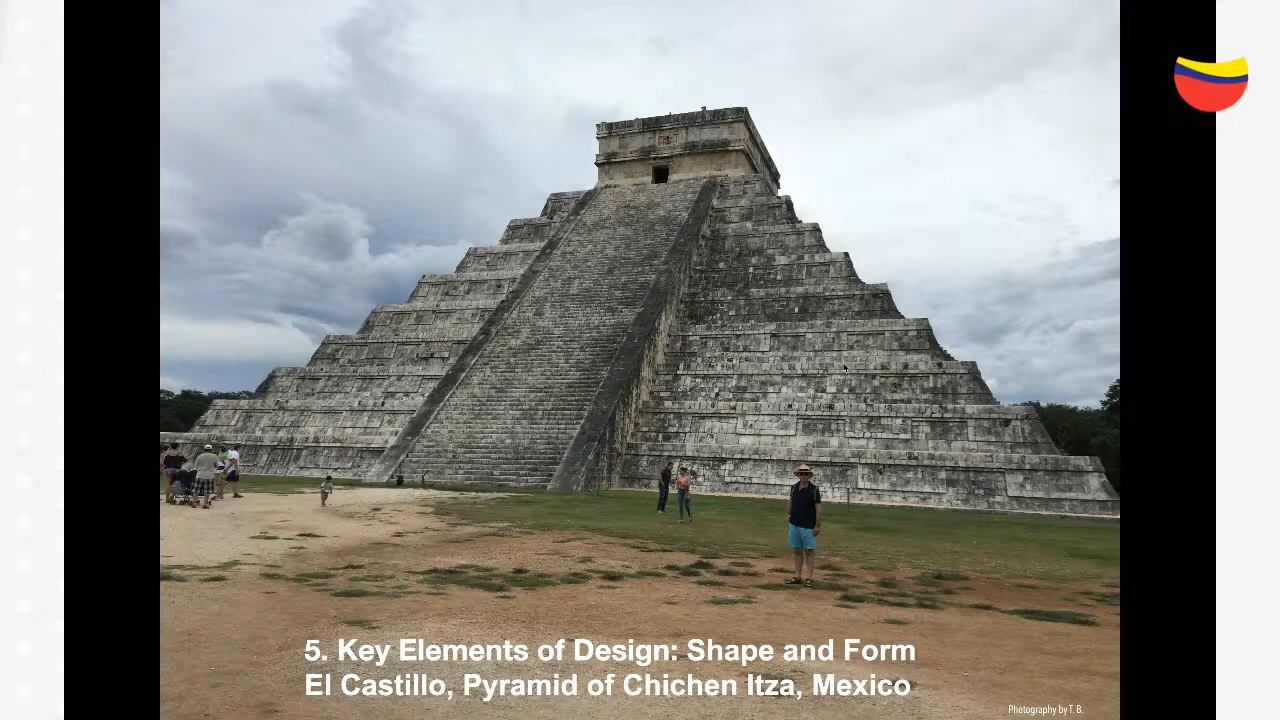 5. Key Elements of Design: Shape and Form
El Castillo, Pyramid of Chichen Itza, Mexico
Photography by T. B.